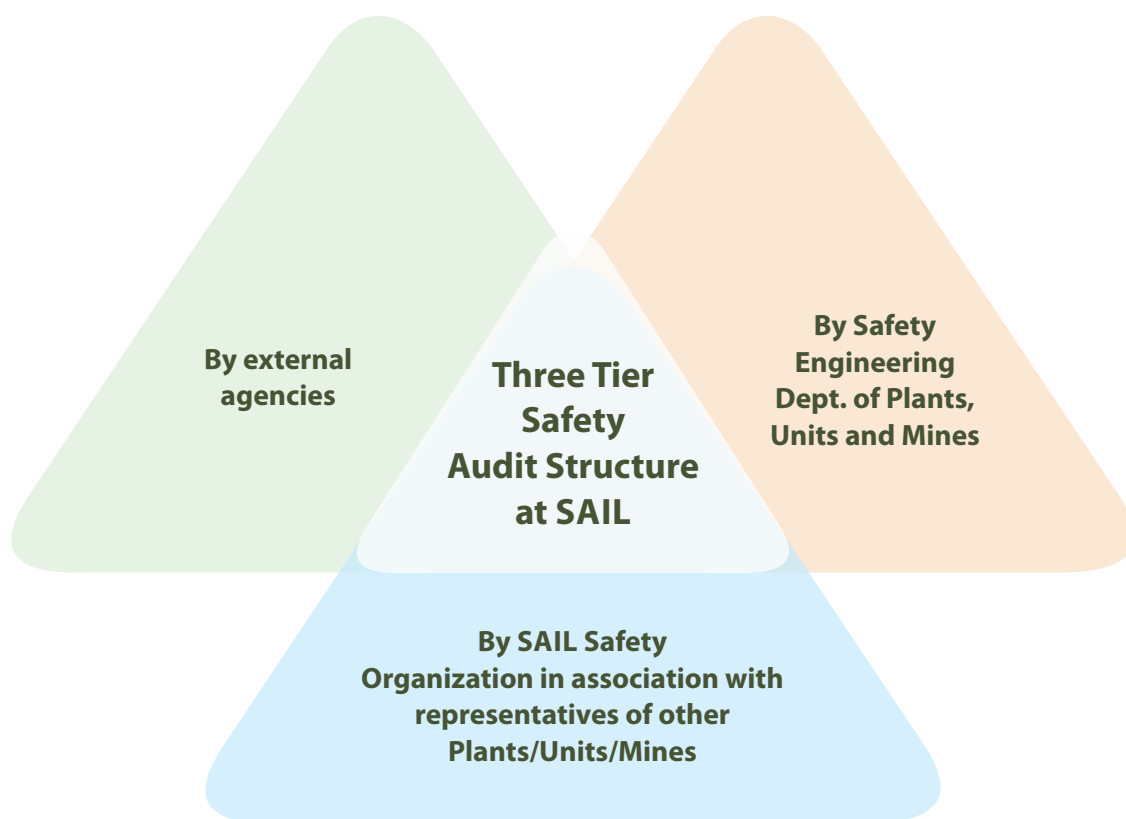 By external
agencies
Three Tier
Safety
Audit Structure
at SAIL
By Safety
Engineering
Dept. of Plants,
Units and Mines
By SAIL Safety
Organization in association with
representatives of other
Plants/Units/Mines